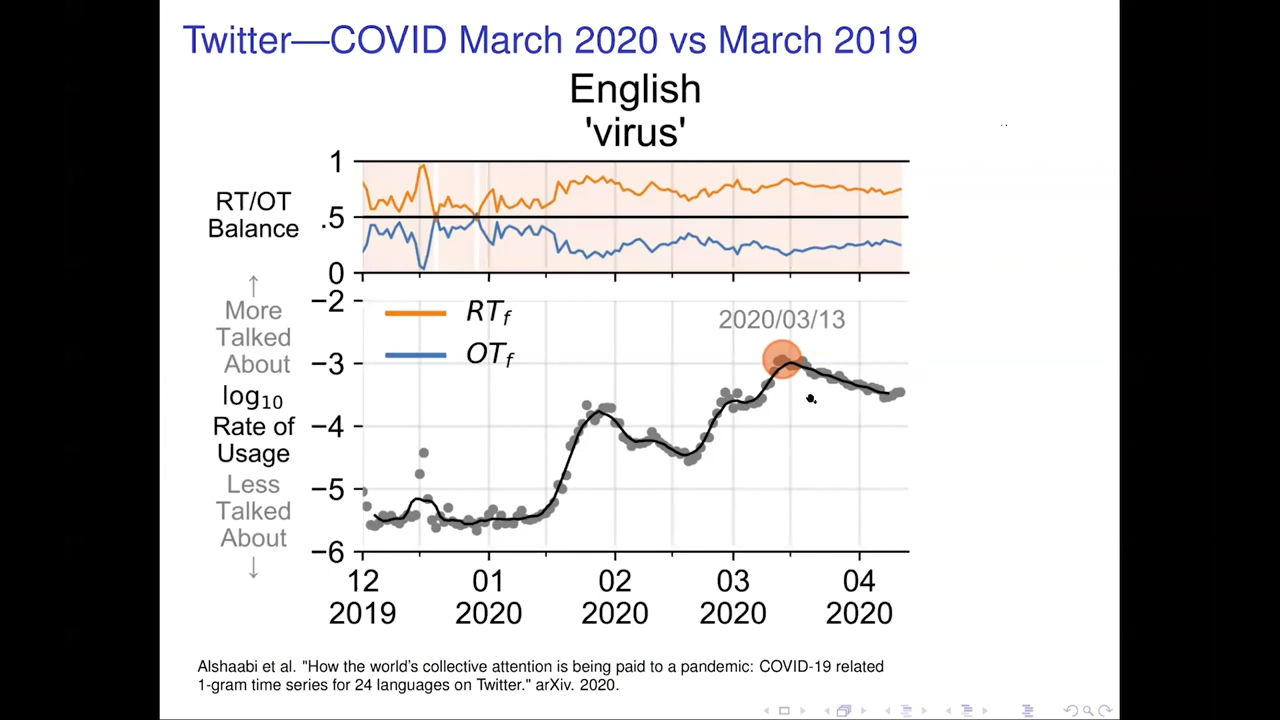 Twitter—COVID March 2020 vs March 2019
English
'virus'
1
.5
0
RT/OT
Balance
↑
More
Talked
About
log₁₀
Rate of
Usage
Less
Talked
About
↓
−2
−3
−4
−5
−6
RT_f
OT_f
2020/03/13
12 01 02 03 04
2019 2020 2020 2020 2020
Alshaabi et al. "How the world's collective attention is being paid to a pandemic: COVID-19 related
1-gram time series for 24 languages on Twitter." arXiv. 2020.